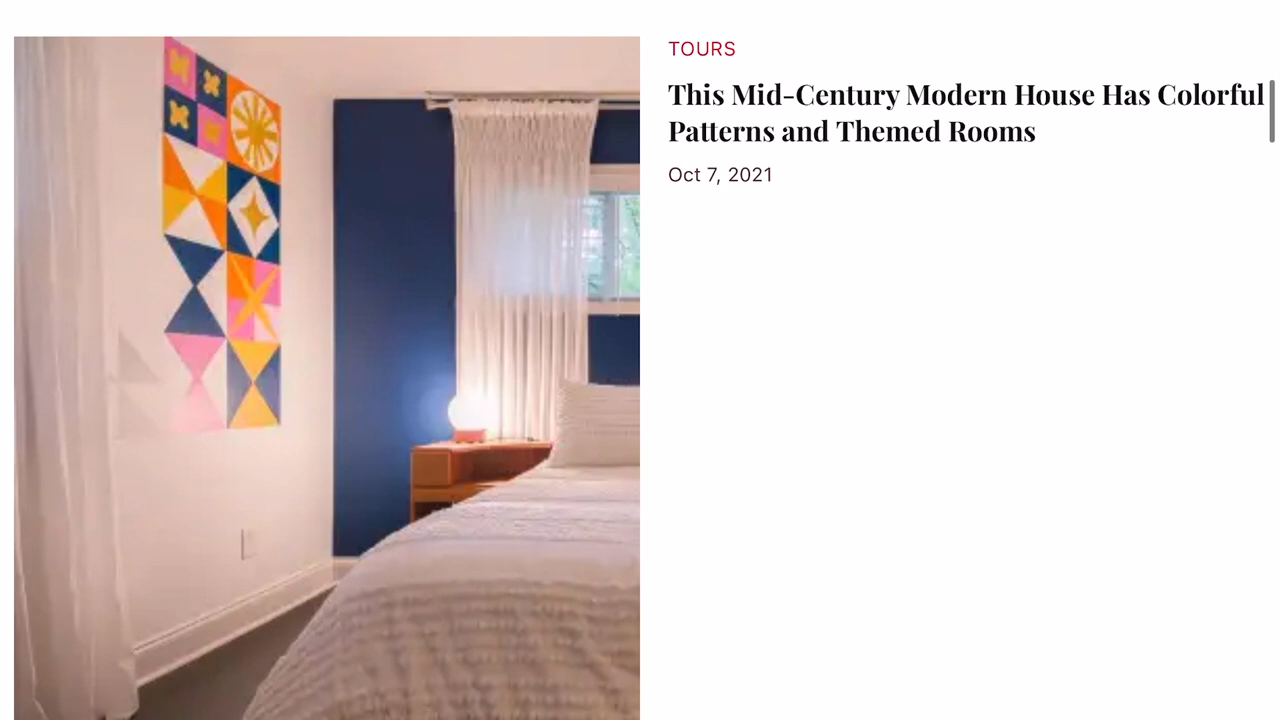 TOURS
This Mid-Century Modern House Has Colorful
Patterns and Themed Rooms
Oct 7, 2021